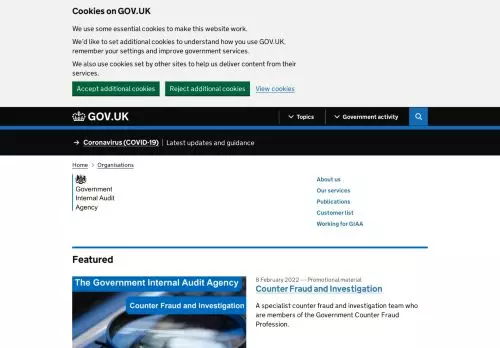 Cookies on GOV.UK
We use some essential cookies to make this website work.
We'd like to set additional cookies to understand how you use GOV.UK,
remember your settings and improve government services.
We also use cookies set by other sites to help us deliver content from their
services.
Accept additional cookies
Reject additional cookies
View cookies
GOV.UK
Topics
Government activity
→ Coronavirus (COVID-19) | Latest updates and guidance
Home > Organisations
Government
Internal Audit
Agency
About us
Our services
Publications
Customer list
Working for GIAA
Featured
The Government Internal Audit Agency
Counter Fraud and Investigation
8 February 2022 — Promotional material
Counter Fraud and Investigation
A specialist counter fraud and investigation team who
are members of the Government Counter Fraud
Profession.